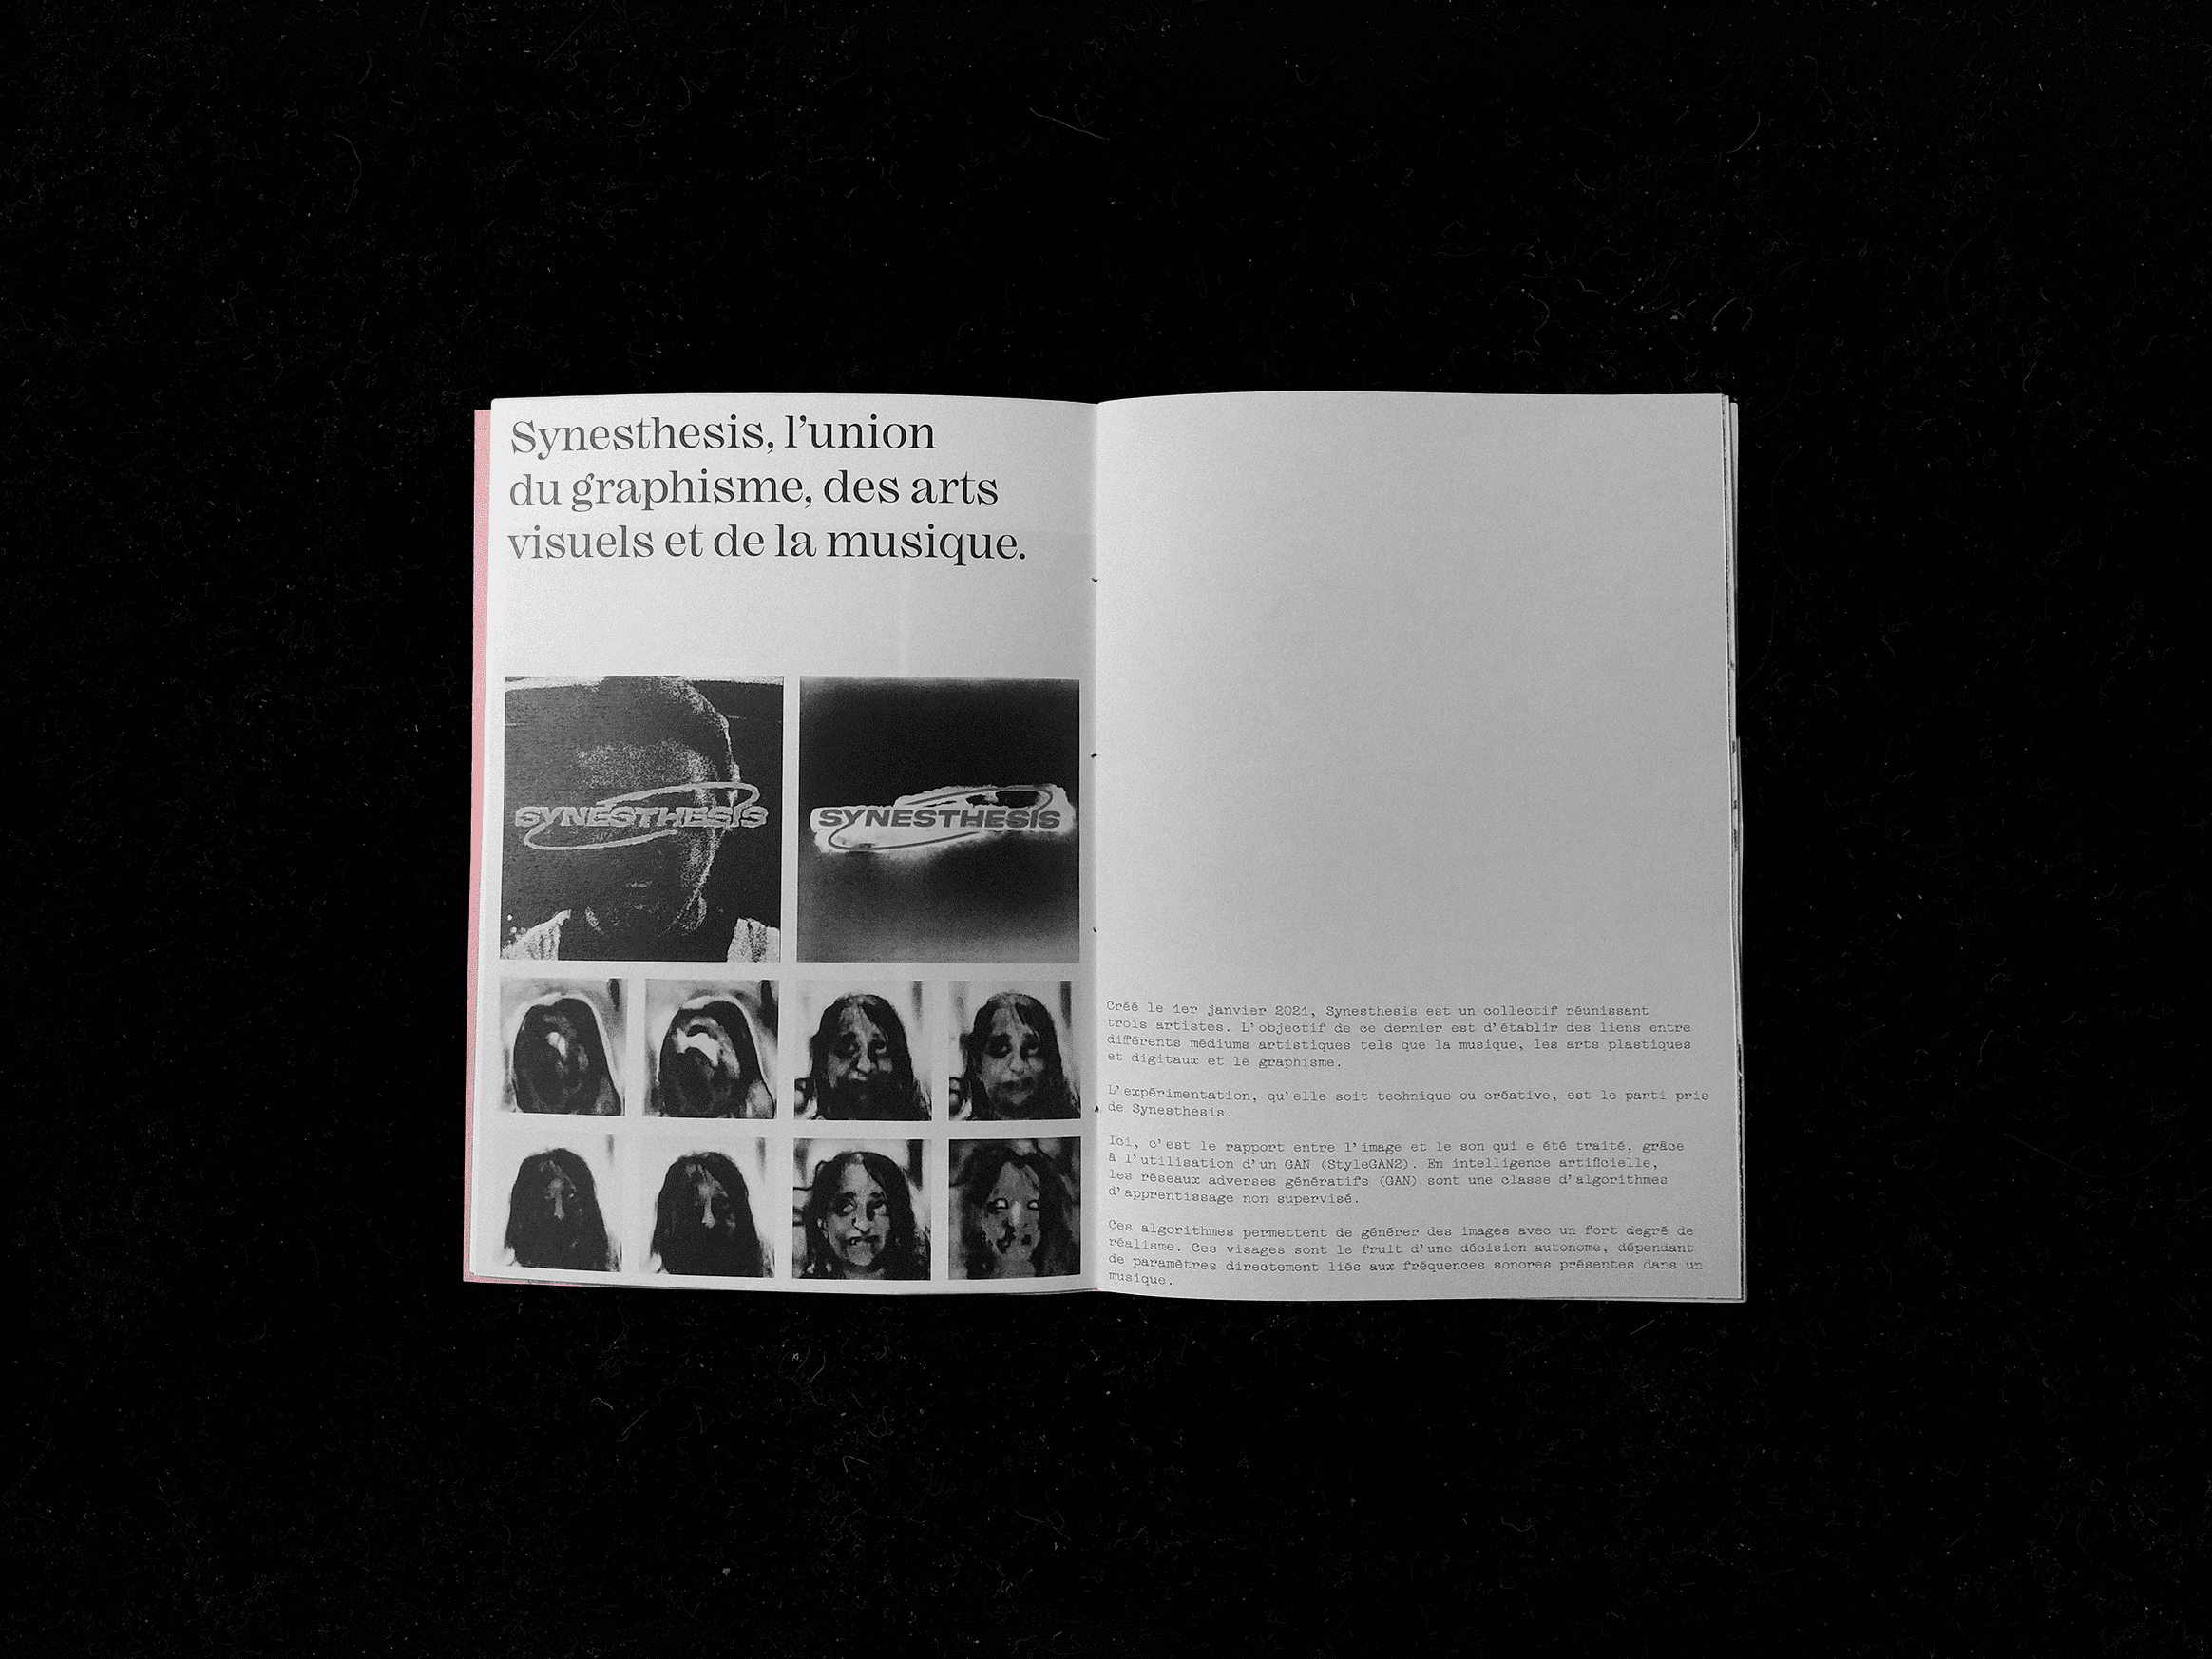 Synesthesis, l’union
du graphisme, des arts
visuels et de la musique.
SYNESTHESIS
SYNESTHESIS
Créé le 1er janvier 2021, Synesthesis est un collectif réunissant
trois artistes. L’objectif de ce dernier est d’établir des liens entre
différents médiums artistiques tels que la musique, les arts plastiques
et digitaux et le graphisme.
L’expérimentation, qu’elle soit technique ou créative, est le parti pris
de Synesthesis.
Ici, c’est le rapport entre l’image et le son qui e été traité, grâce
à l’utilisation d’un GAN (StyleGAN2). En intelligence artificielle,
les réseaux adverses génératifs (GAN) sont une classe d’algorithmes
d’apprentissage non supervisé.
Ces algorithmes permettent de générer des images avec un fort degré de
réalisme. Ces visages sont le fruit d’une décision autonome, dépendant
de paramètres directement liés aux fréquences sonores présentes dans un
musique.